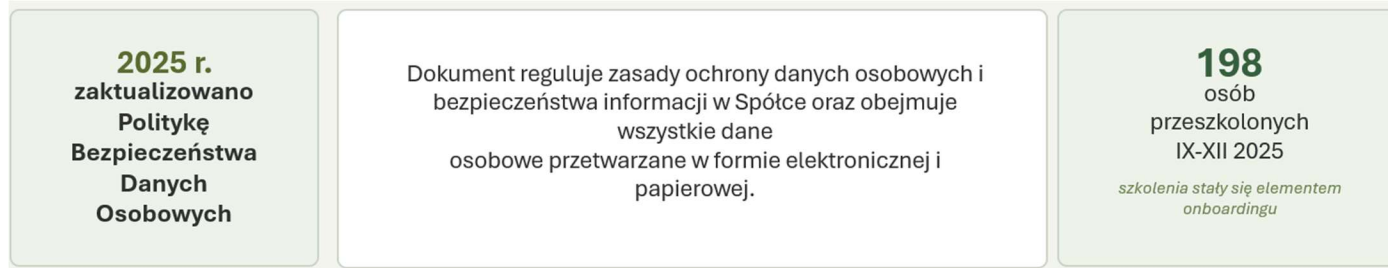 2025 r.
zaktualizowano
Politykę
Bezpieczeństwa
Danych
Osobowych
Dokument reguluje zasady ochrony danych osobowych i
bezpieczeństwa informacji w Spółce oraz obejmuje
wszystkie dane
osobowe przetwarzane w formie elektronicznej i
papierowej.
198
osób
przeszkolonych
IX-XII 2025
szkolenia stały się elementem
onboardingu